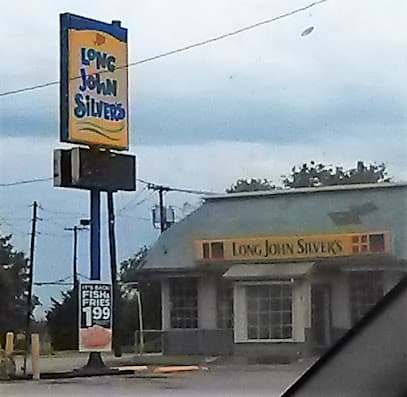 LONG
JOHN
SILVER'S
LONG JOHN SILVER'S
IT'S BACK!
FISH &
FRIES
1.99